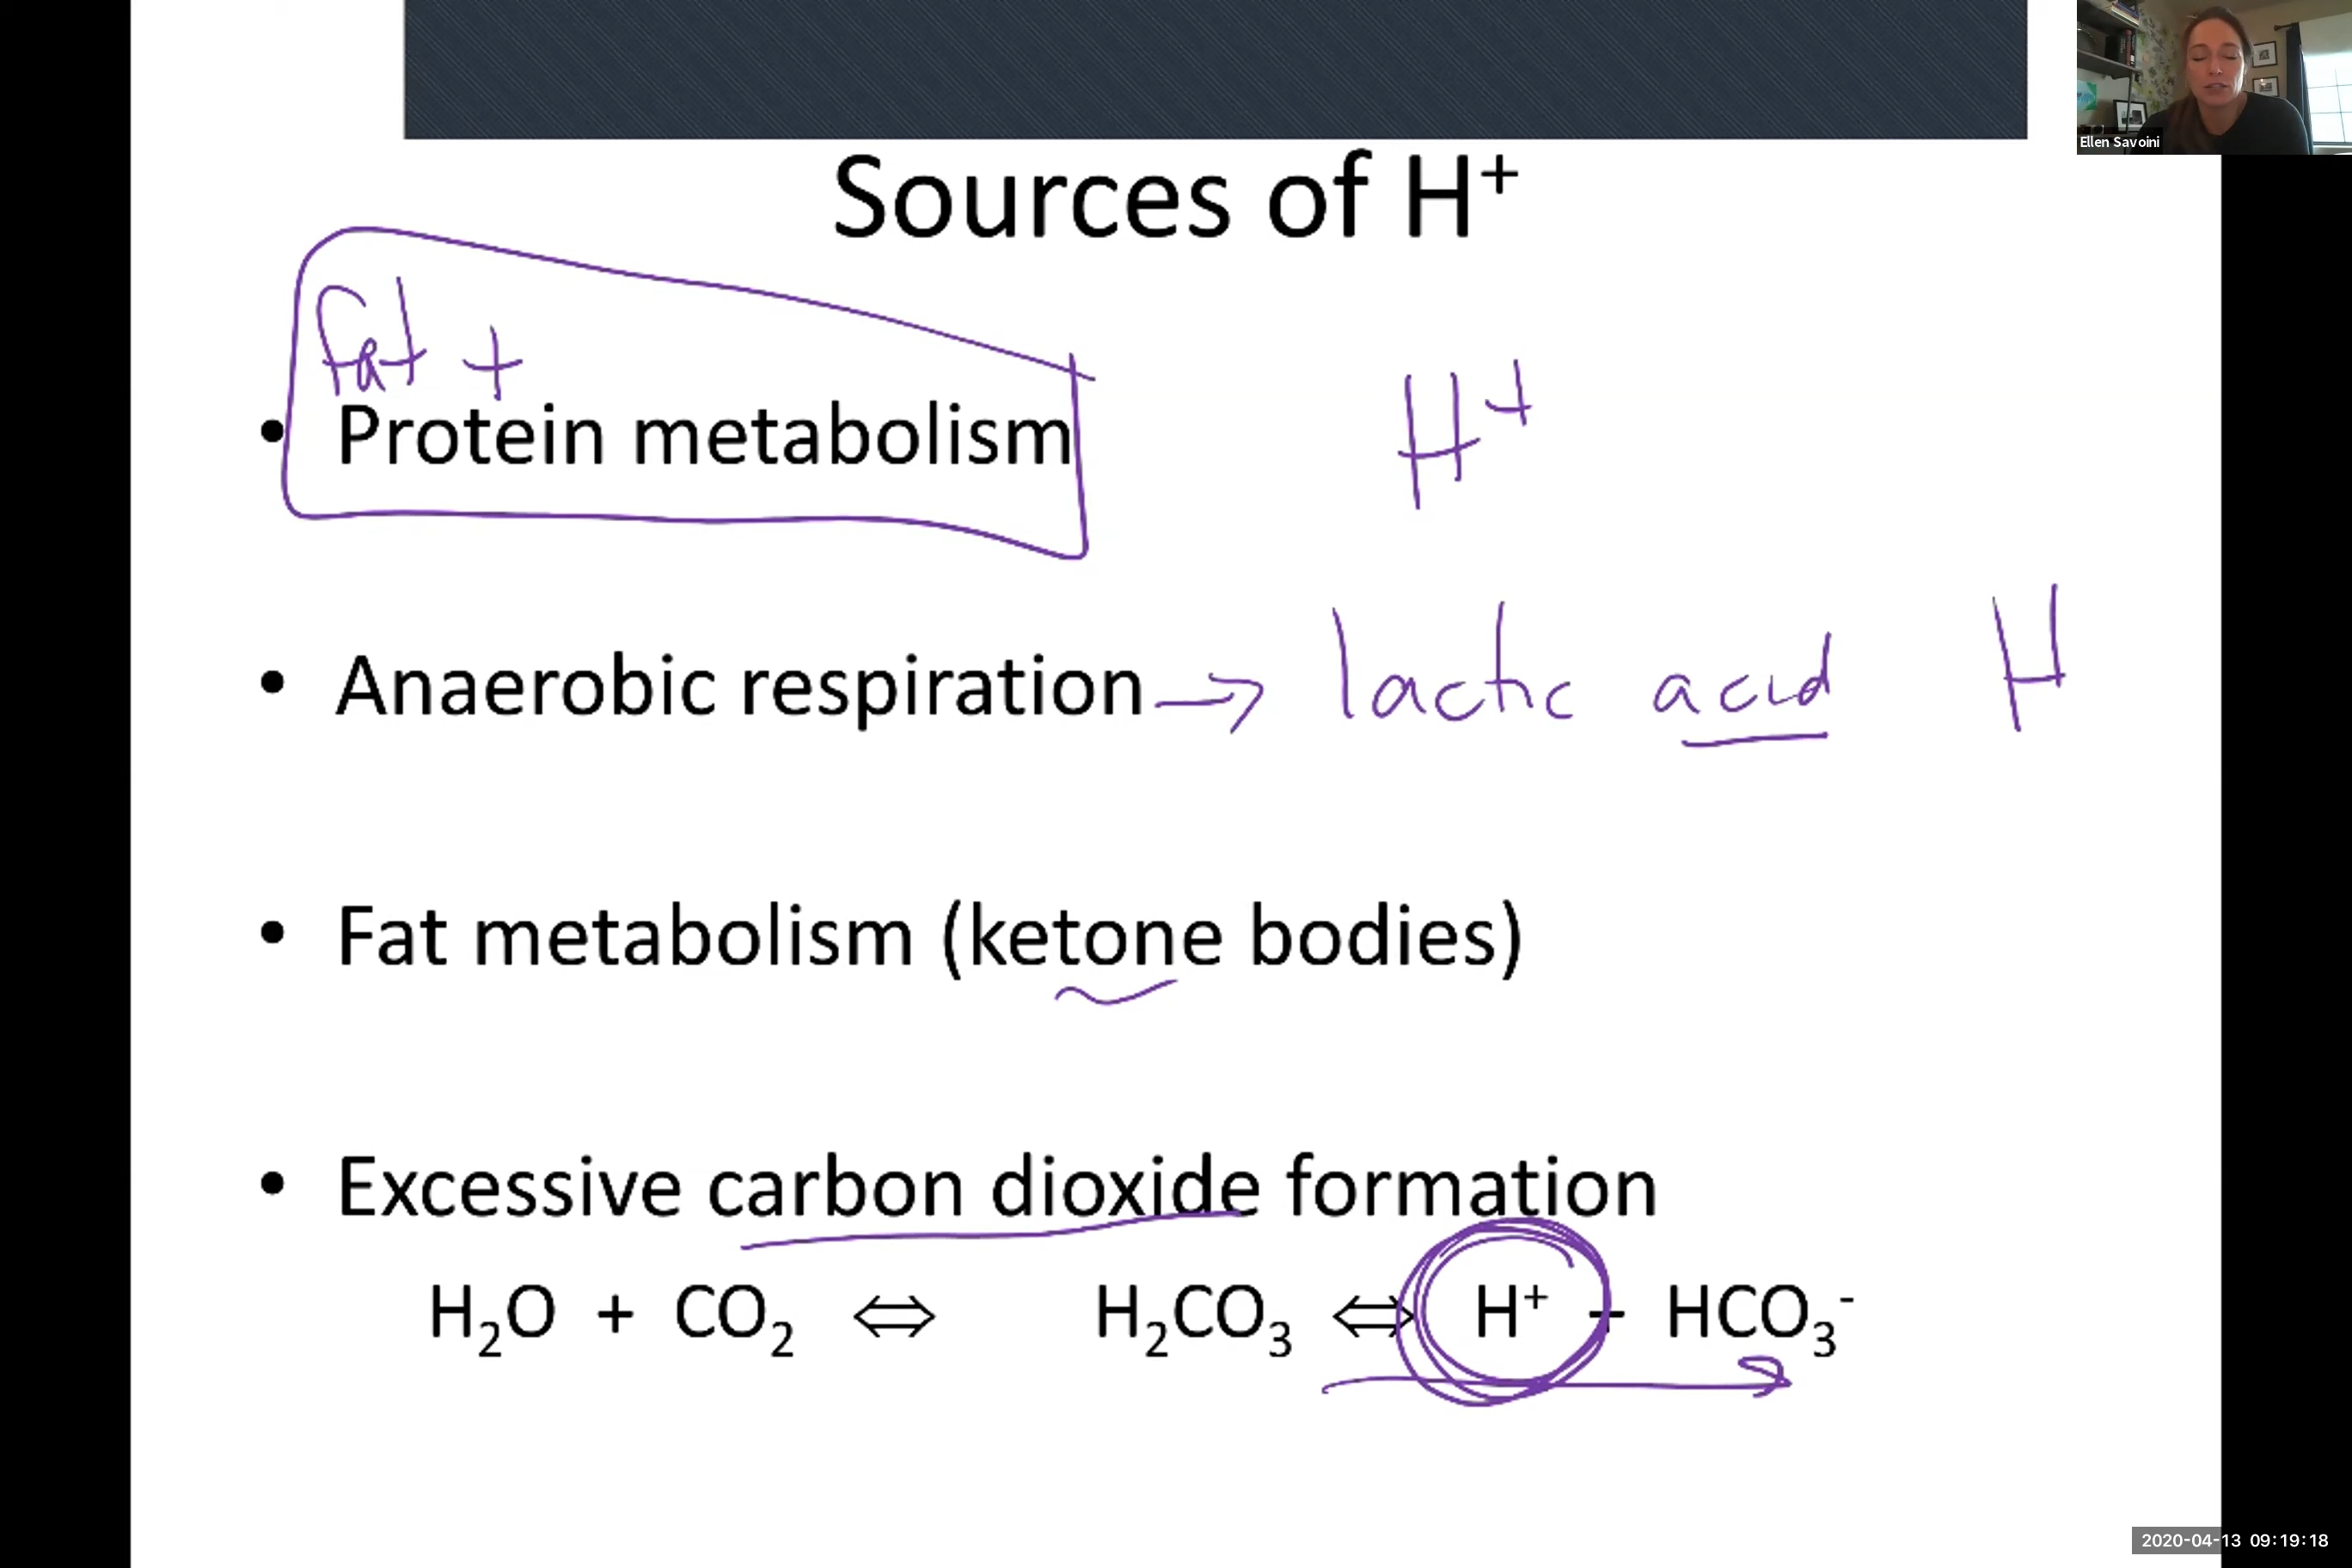 Ellen Savoini
Sources of H⁺
fat +
• Protein metabolism H⁺
• Anaerobic respiration → lactic acid H
• Fat metabolism (ketone bodies)
• Excessive carbon dioxide formation
H₂O + CO₂ ⇔ H₂CO₃ ⇔ H⁺ + HCO₃⁻
2020-04-13 09:19:18